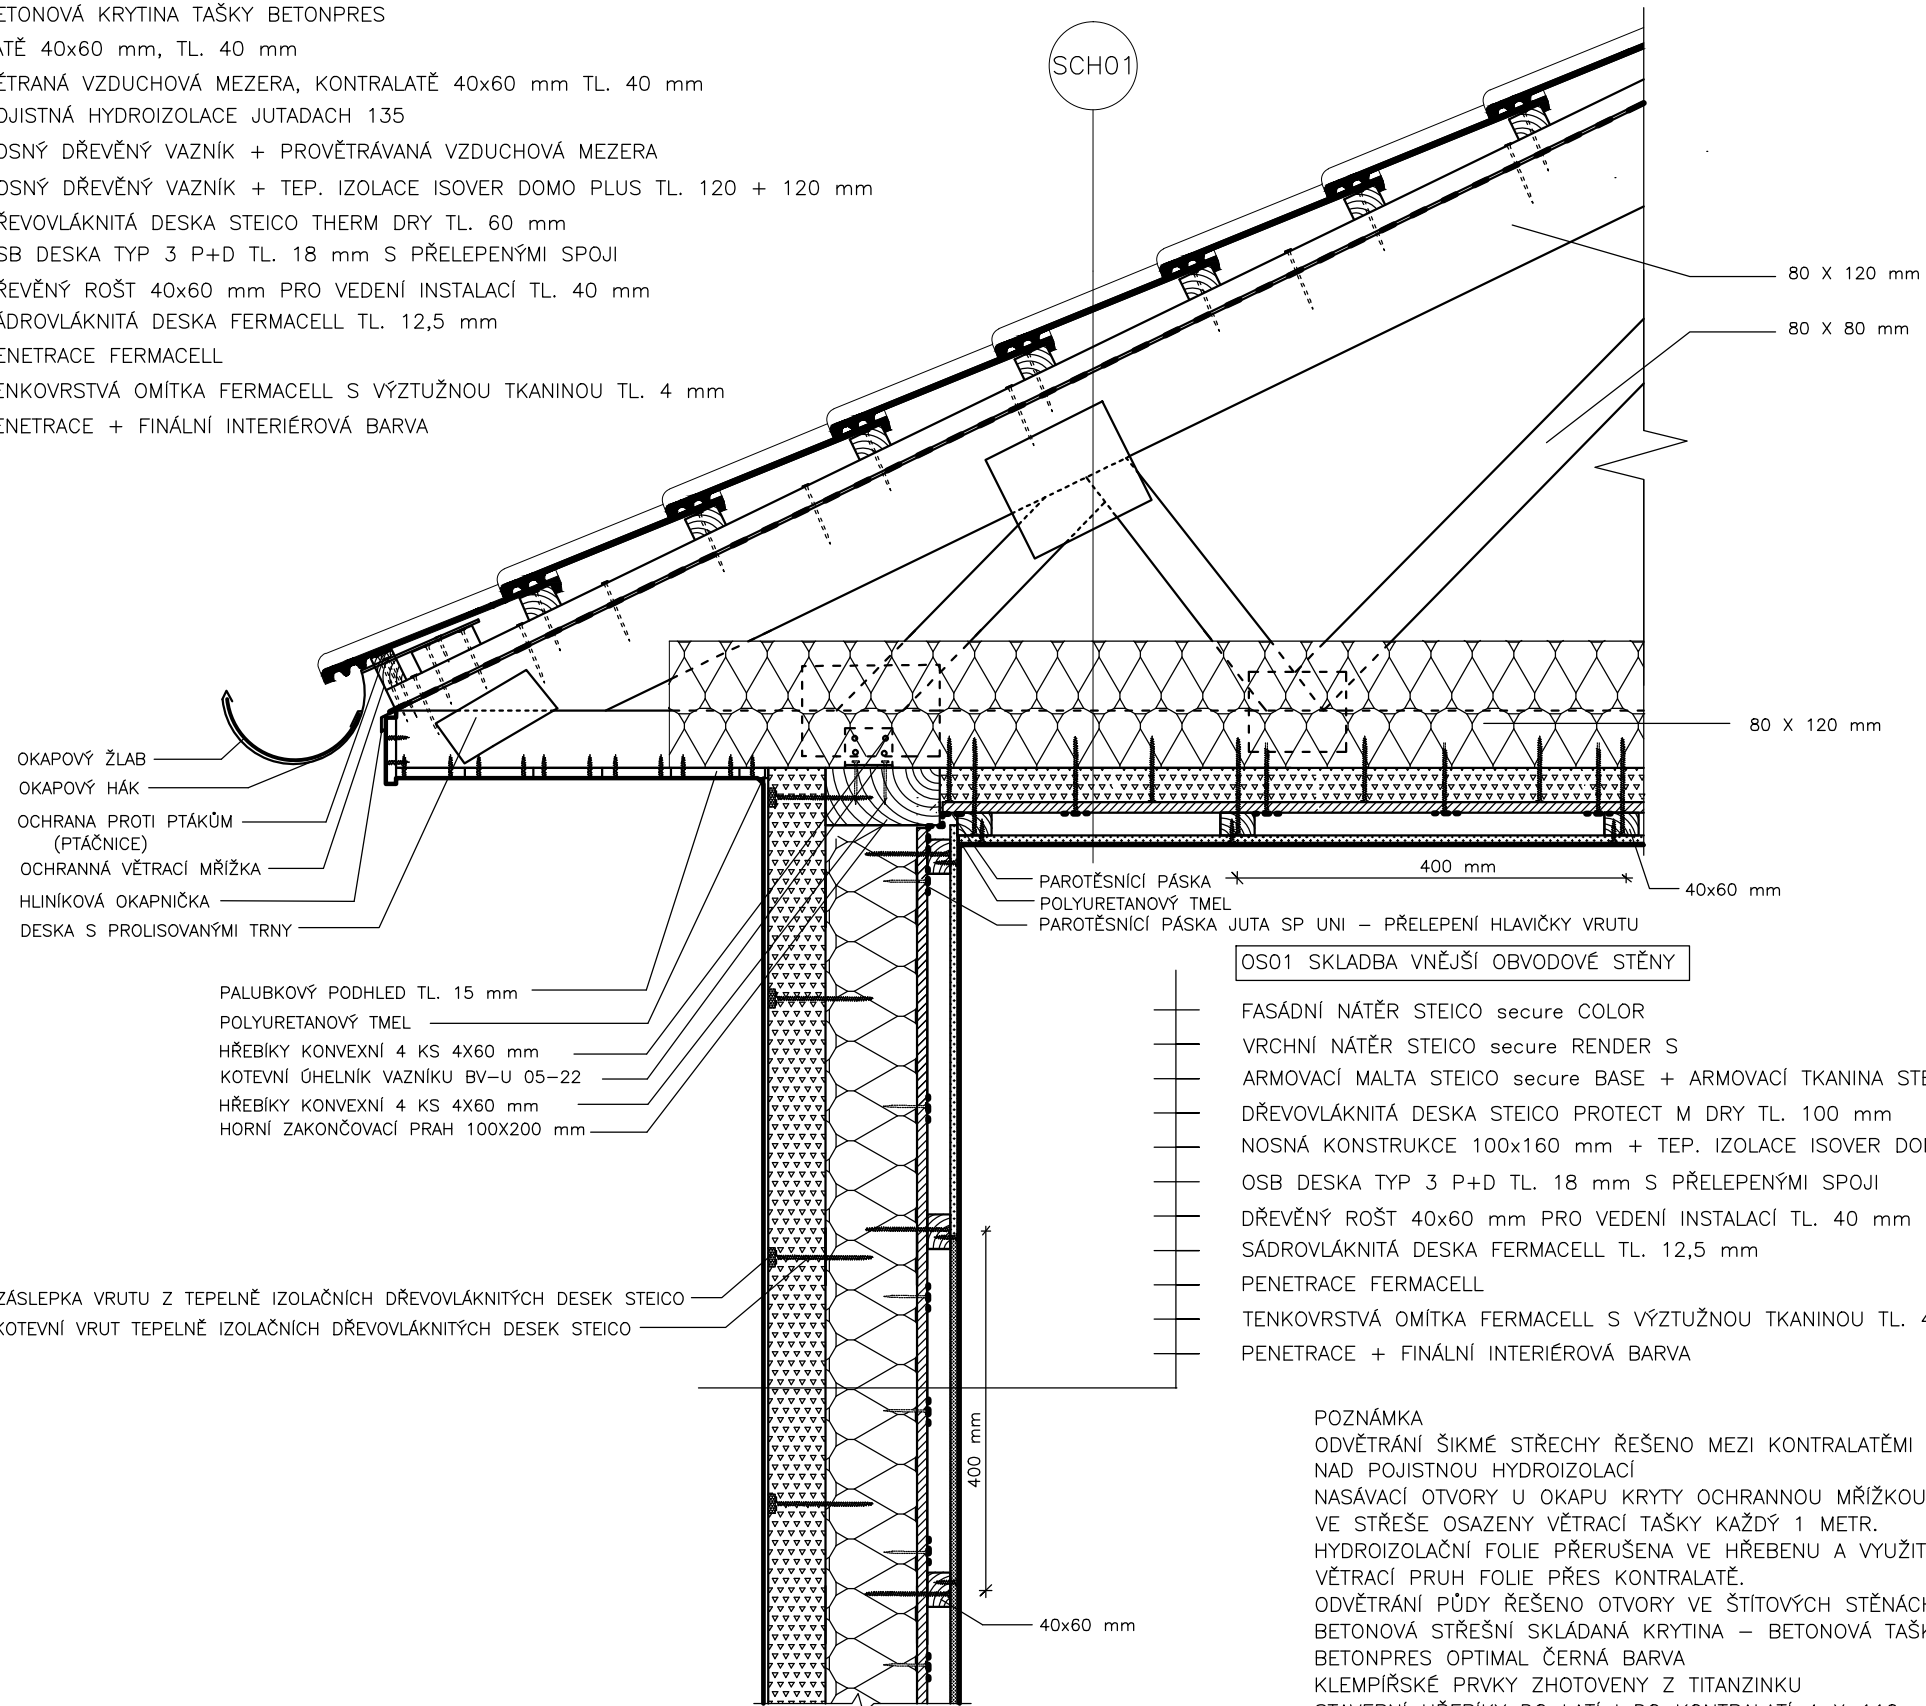 ETONOVÁ KRYTINA TAŠKY BETONPRES
ATĚ 40x60 mm, TL. 40 mm
ĚTRANÁ VZDUCHOVÁ MEZERA, KONTRALATĚ 40x60 mm TL. 40 mm
OJISTNÁ HYDROIZOLACE JUTADACH 135
OSNÝ DŘEVĚNÝ VAZNÍK + PROVĚTRÁVANÁ VZDUCHOVÁ MEZERA
OSNÝ DŘEVĚNÝ VAZNÍK + TEP. IZOLACE ISOVER DOMO PLUS TL. 120 + 120 mm
ŘEVOVLÁKNITÁ DESKA STEICO THERM DRY TL. 60 mm
SB DESKA TYP 3 P+D TL. 18 mm S PŘELEPENÝMI SPOJI
ŘEVĚNÝ ROŠT 40x60 mm PRO VEDENÍ INSTALACÍ TL. 40 mm
ÁDROVLÁKNITÁ DESKA FERMACELL TL. 12,5 mm
ENETRACE FERMACELL
ENKOVRSTVÁ OMÍTKA FERMACELL S VÝZTUŽNOU TKANINOU TL. 4 mm
ENETRACE + FINÁLNÍ INTERIÉROVÁ BARVA
SCH01
80 X 120 mm
80 X 80 mm
80 X 120 mm
OKAPOVÝ ŽLAB
OKAPOVÝ HÁK
OCHRANA PROTI PTÁKŮM
(PTÁČNICE)
OCHRANNÁ VĚTRACÍ MŘÍŽKA
HLINÍKOVÁ OKAPNIČKA
DESKA S PROLISOVANÝMI TRNY
400 mm
40x60 mm
PAROTĚSNÍCÍ PÁSKA
POLYURETANOVÝ TMEL
PAROTĚSNÍCÍ PÁSKA JUTA SP UNI – PŘELEPENÍ HLAVIČKY VRUTU
PALUBKOVÝ PODHLED TL. 15 mm
POLYURETANOVÝ TMEL
HŘEBÍKY KONVEXNÍ 4 KS 4X60 mm
KOTEVNÍ ÚHELNÍK VAZNÍKU BV–U 05–22
HŘEBÍKY KONVEXNÍ 4 KS 4X60 mm
HORNÍ ZAKONČOVACÍ PRAH 100X200 mm
OS01 SKLADBA VNĚJŠÍ OBVODOVÉ STĚNY
FASÁDNÍ NÁTĚR STEICO secure COLOR
VRCHNÍ NÁTĚR STEICO secure RENDER S
ARMOVACÍ MALTA STEICO secure BASE + ARMOVACÍ TKANINA STE
DŘEVOVLÁKNITÁ DESKA STEICO PROTECT M DRY TL. 100 mm
NOSNÁ KONSTRUKCE 100x160 mm + TEP. IZOLACE ISOVER DO
OSB DESKA TYP 3 P+D TL. 18 mm S PŘELEPENÝMI SPOJI
DŘEVĚNÝ ROŠT 40x60 mm PRO VEDENÍ INSTALACÍ TL. 40 mm
SÁDROVLÁKNITÁ DESKA FERMACELL TL. 12,5 mm
PENETRACE FERMACELL
TENKOVRSTVÁ OMÍTKA FERMACELL S VÝZTUŽNOU TKANINOU TL. 4
PENETRACE + FINÁLNÍ INTERIÉROVÁ BARVA
ZÁSLEPKA VRUTU Z TEPELNĚ IZOLAČNÍCH DŘEVOVLÁKNITÝCH DESEK STEICO
KOTEVNÍ VRUT TEPELNĚ IZOLAČNÍCH DŘEVOVLÁKNITÝCH DESEK STEICO
400 mm
40x60 mm
POZNÁMKA
ODVĚTRÁNÍ ŠIKMÉ STŘECHY ŘEŠENO MEZI KONTRALATĚMI
NAD POJISTNOU HYDROIZOLACÍ
NASÁVACÍ OTVORY U OKAPU KRYTY OCHRANNOU MŘÍŽKOU
VE STŘEŠE OSAZENY VĚTRACÍ TAŠKY KAŽDÝ 1 METR.
HYDROIZOLAČNÍ FOLIE PŘERUŠENA VE HŘEBENU A VYUŽIT
VĚTRACÍ PRUH FOLIE PŘES KONTRALATĚ.
ODVĚTRÁNÍ PŮDY ŘEŠENO OTVORY VE ŠTÍTOVÝCH STĚNÁCH
BETONOVÁ STŘEŠNÍ SKLÁDANÁ KRYTINA – BETONOVÁ TAŠK
BETONPRES OPTIMAL ČERNÁ BARVA
KLEMPÍŘSKÉ PRVKY ZHOTOVENY Z TITANZINKU